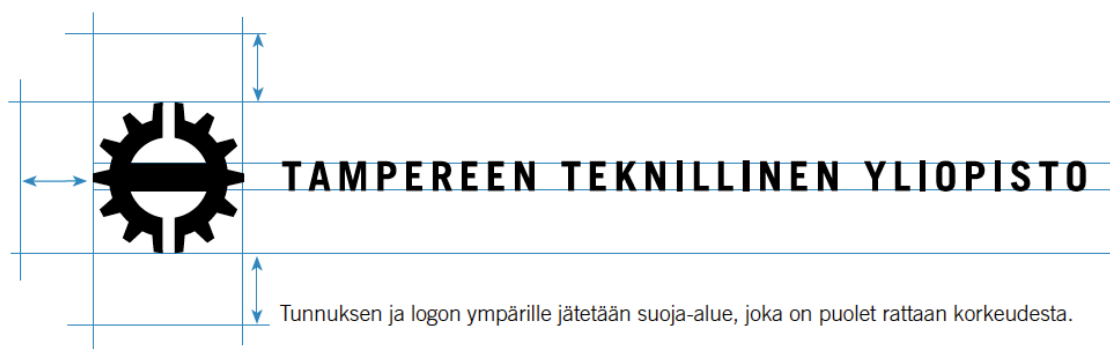 TAMPEREEN TEKNILLINEN YLIOPISTO
Tunnuksen ja logon ympärille jätetään suoja-alue, joka on puolet rattaan korkeudesta.